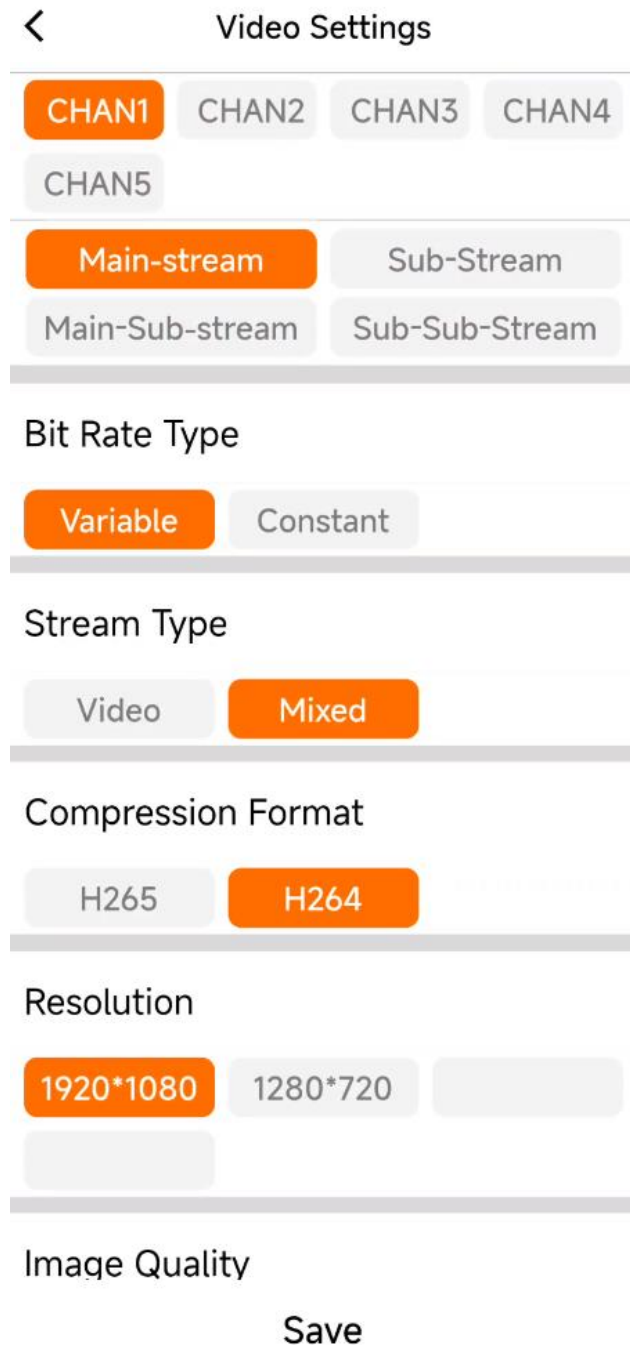 Video Settings
CHAN1 CHAN2 CHAN3 CHAN4
CHAN5
Main-stream Sub-Stream
Main-Sub-stream Sub-Sub-Stream
Bit Rate Type
Variable Constant
Stream Type
Video Mixed
Compression Format
H265 H264
Resolution
1920*1080 1280*720
Image Quality
Save